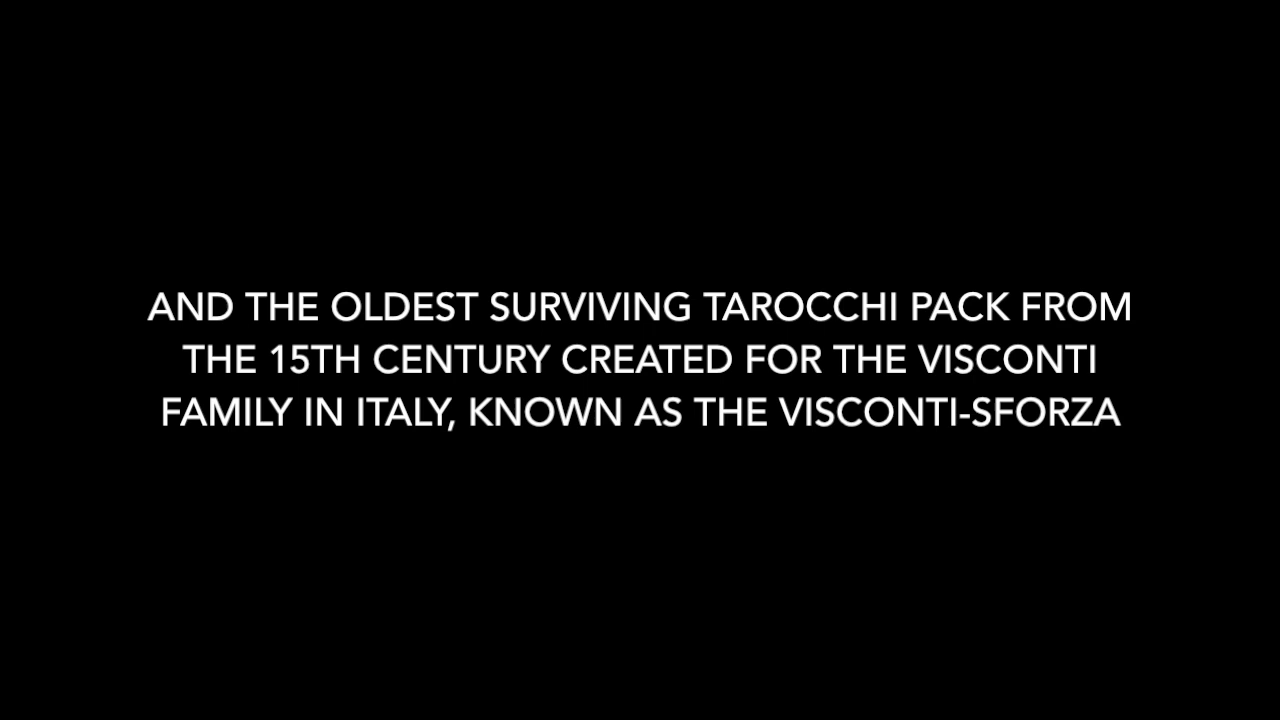 AND THE OLDEST SURVIVING TAROCCHI PACK FROM
THE 15TH CENTURY CREATED FOR THE VISCONTI
FAMILY IN ITALY, KNOWN AS THE VISCONTI-SFORZA